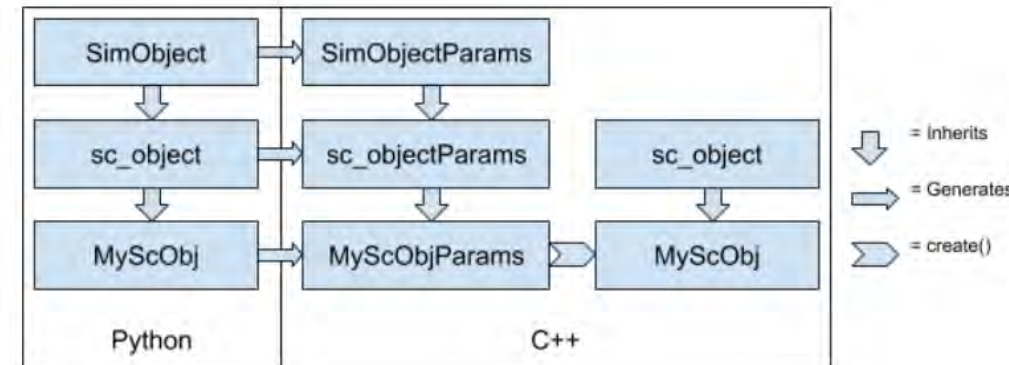 SimObject
SimObjectParams
sc_object
sc_objectParams
sc_object
= Inherits
= Generates
MyScObj
MyScObjParams
MyScObj
= create()
Python
C++